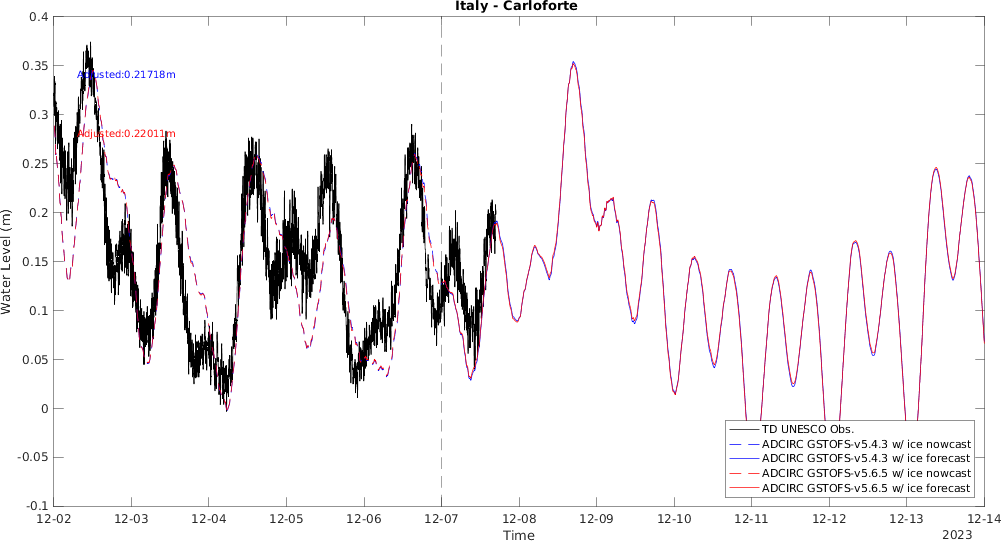 Italy - Carloforte
0.4
0.35
0.3
0.25
0.2
0.15
0.1
0.05
0
-0.05
-0.1
Water Level (m)
Adjusted:0.21718m
Adjusted:0.22011m
TD UNESCO Obs.
ADCIRC GSTOFS-v5.4.3 w/ ice nowcast
ADCIRC GSTOFS-v5.4.3 w/ ice forecast
ADCIRC GSTOFS-v5.6.5 w/ ice nowcast
ADCIRC GSTOFS-v5.6.5 w/ ice forecast
12-02 12-03 12-04 12-05 12-06 12-07 12-08 12-09 12-10 12-11 12-12 12-13 12-14
Time
2023